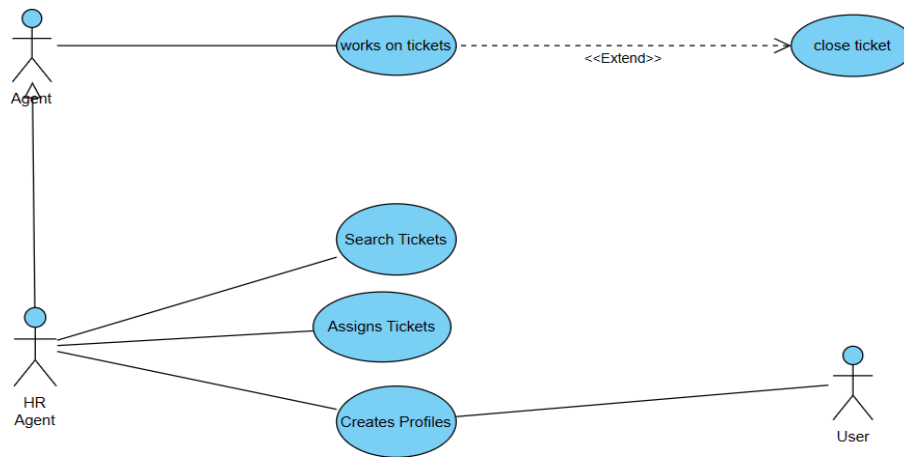 works on tickets
<<Extend>>
close ticket
Agent
Search Tickets
Assigns Tickets
HR
Agent
Creates Profiles
User